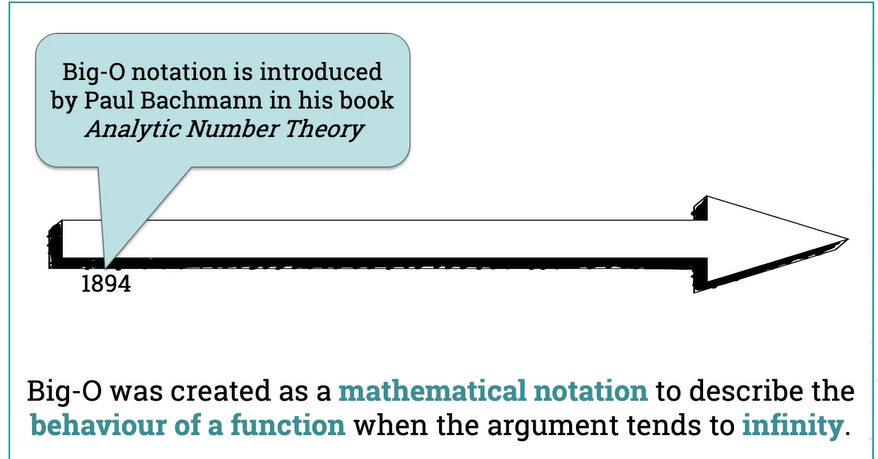 Big-O notation is introduced
by Paul Bachmann in his book
Analytic Number Theory
1894
Big-O was created as a mathematical notation to describe the
behaviour of a function when the argument tends to infinity.